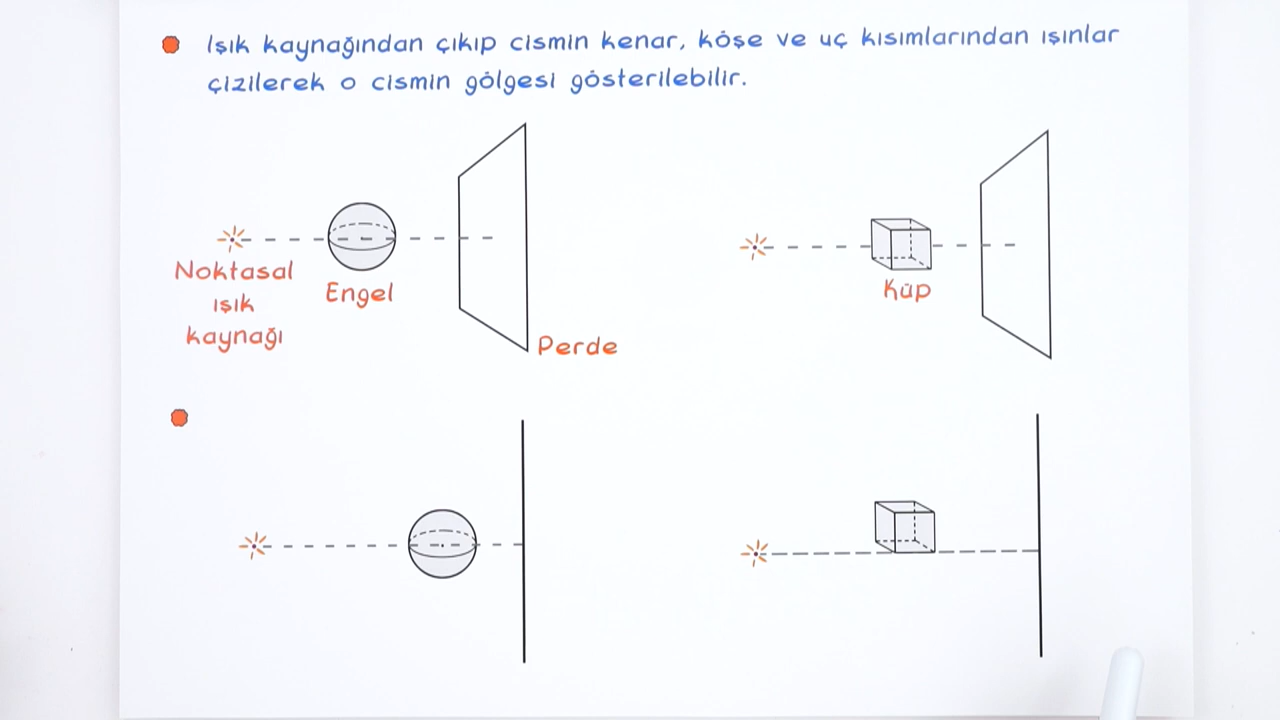 Işık kaynağından çıkıp cismin kenar, köşe ve uç kısımlarından ışınlar
çizilerek o cismin gölgesi gösterilebilir.
Noktasal
ışık
kaynağı
Engel
Perde
Küp